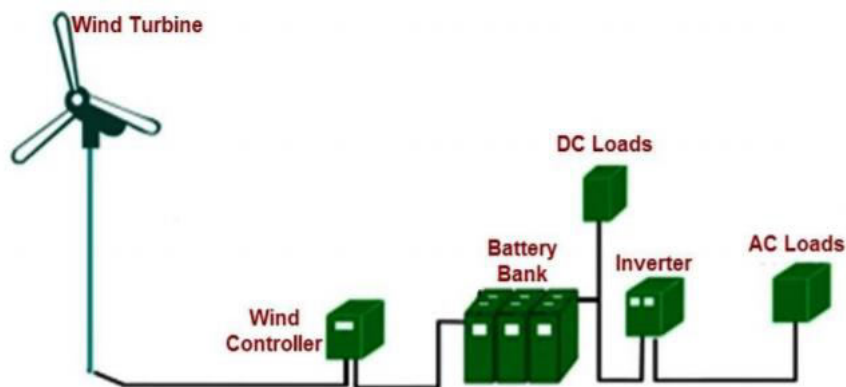 Wind Turbine
DC Loads
Battery
Bank
Inverter
AC Loads
Wind
Controller